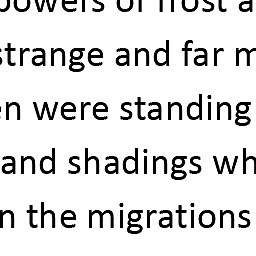 powers of frost a
strange and far m
en were standing
and shadings wh
n the migrations